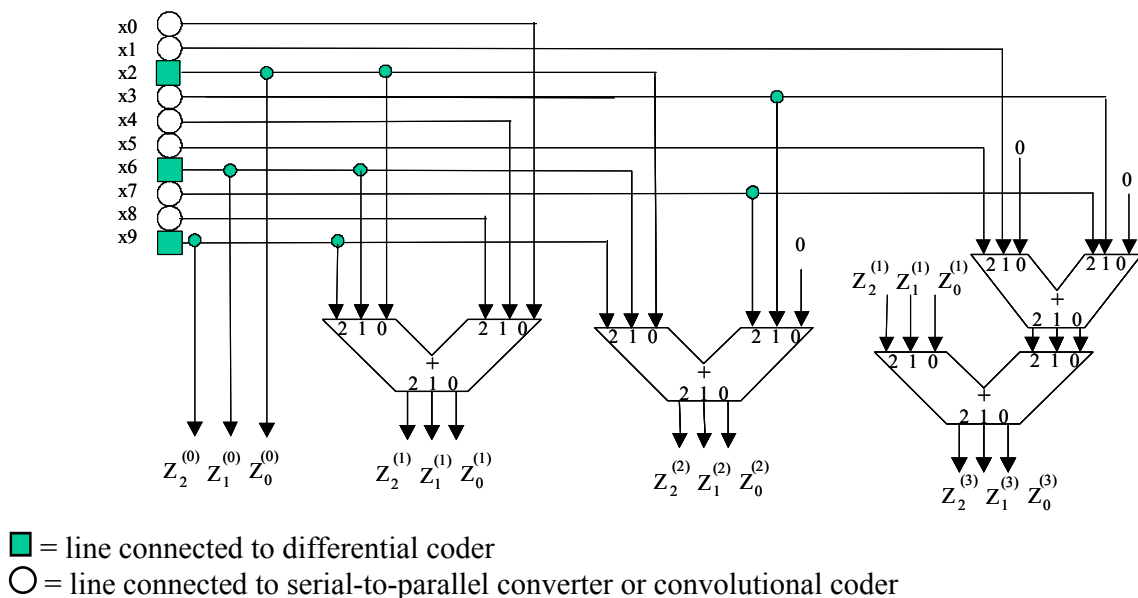 x0
x1
x2
x3
x4
x5
x6
x7
x8
x9
0
0
0
2 1 0
2 1 0
+
2 1 0
2 1 0
2 1 0
+
2 1 0
2 1 0
2 1 0
+
2 1 0
Z₂⁽¹⁾ Z₁⁽¹⁾ Z₀⁽¹⁾
2 1 0
2 1 0
+
2 1 0
Z₂⁽⁰⁾ Z₁⁽⁰⁾ Z₀⁽⁰⁾
Z₂⁽¹⁾ Z₁⁽¹⁾ Z₀⁽¹⁾
Z₂⁽²⁾ Z₁⁽²⁾ Z₀⁽²⁾
Z₂⁽³⁾ Z₁⁽³⁾ Z₀⁽³⁾
= line connected to differential coder
= line connected to serial-to-parallel converter or convolutional coder